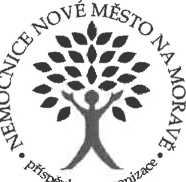 • NEMOCNICE NOVÉ MĚSTO NA MORAVĚ •